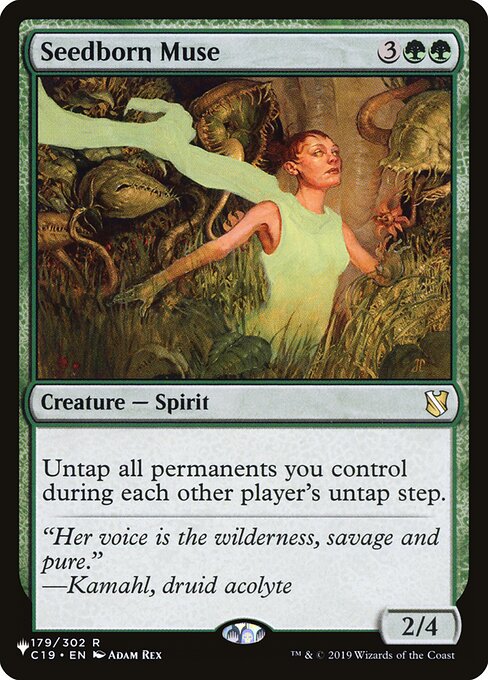 Seedborn Muse 3
Creature — Spirit
Untap all permanents you control
during each other player's untap step.
“Her voice is the wilderness, savage and
pure.”
—Kamahl, druid acolyte
2/4
179/302 R
C19 • EN Adam Rex
™ & © 2019 Wizards of the Coast